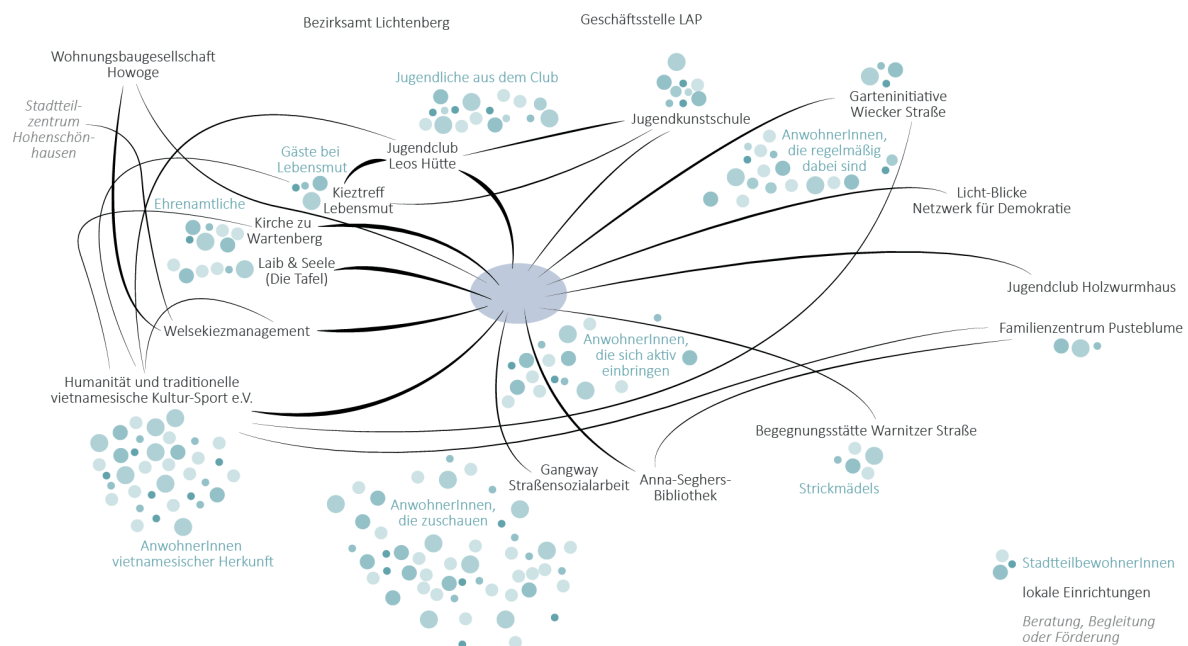 Bezirksamt Lichtenberg
Geschäftsstelle LAP
Wohnungsbaugesellschaft
Howoge
Stadtteil-
zentrum
Hohenschön-
hausen
Jugendliche aus dem Club
Jugendkunstschule
Garteninitiative
Wiecker Straße
AnwohnerInnen,
die regelmäßig
dabei sind
Jugendclub
Leos Hütte
Gäste bei
Lebensmut
Kieztreff
Lebensmut
Licht-Blicke
Netzwerk für Demokratie
Ehrenamtliche
Kirche zu
Wartenberg
Laib & Seele
(Die Tafel)
Jugendclub Holzwurmhaus
Welsekiezmanagement
Familienzentrum Pusteblume
AnwohnerInnen,
die sich aktiv
einbringen
Humanität und traditionelle
vietnamesische Kultur-Sport e.V.
Begegnungsstätte Warnitzer Straße
Strickmädels
Gangway
Straßensozialarbeit
Anna-Seghers-
Bibliothek
AnwohnerInnen,
die zuschauen
AnwohnerInnen
vietnamesischer Herkunft
StadtteilbewohnerInnen
lokale Einrichtungen
Beratung, Begleitung
oder Förderung